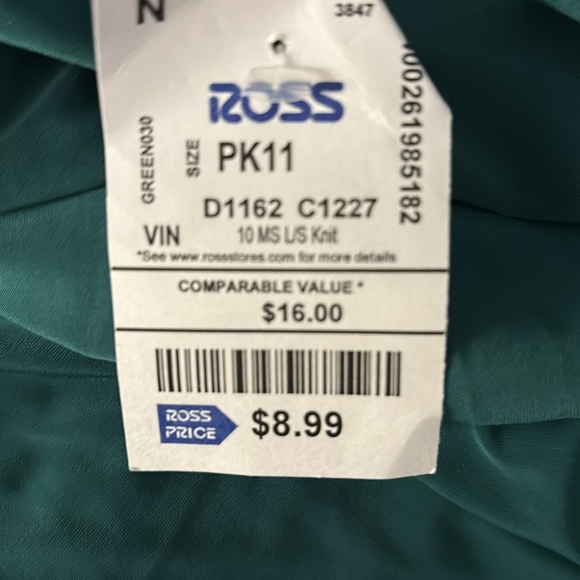 N
3847
ROSS
GREEN030
SIZE
PK11
D1162 C1227
VIN
10 MS L/S Knit
*See www.rossstores.com for more details
COMPARABLE VALUE *
$16.00
ROSS
PRICE
$8.99